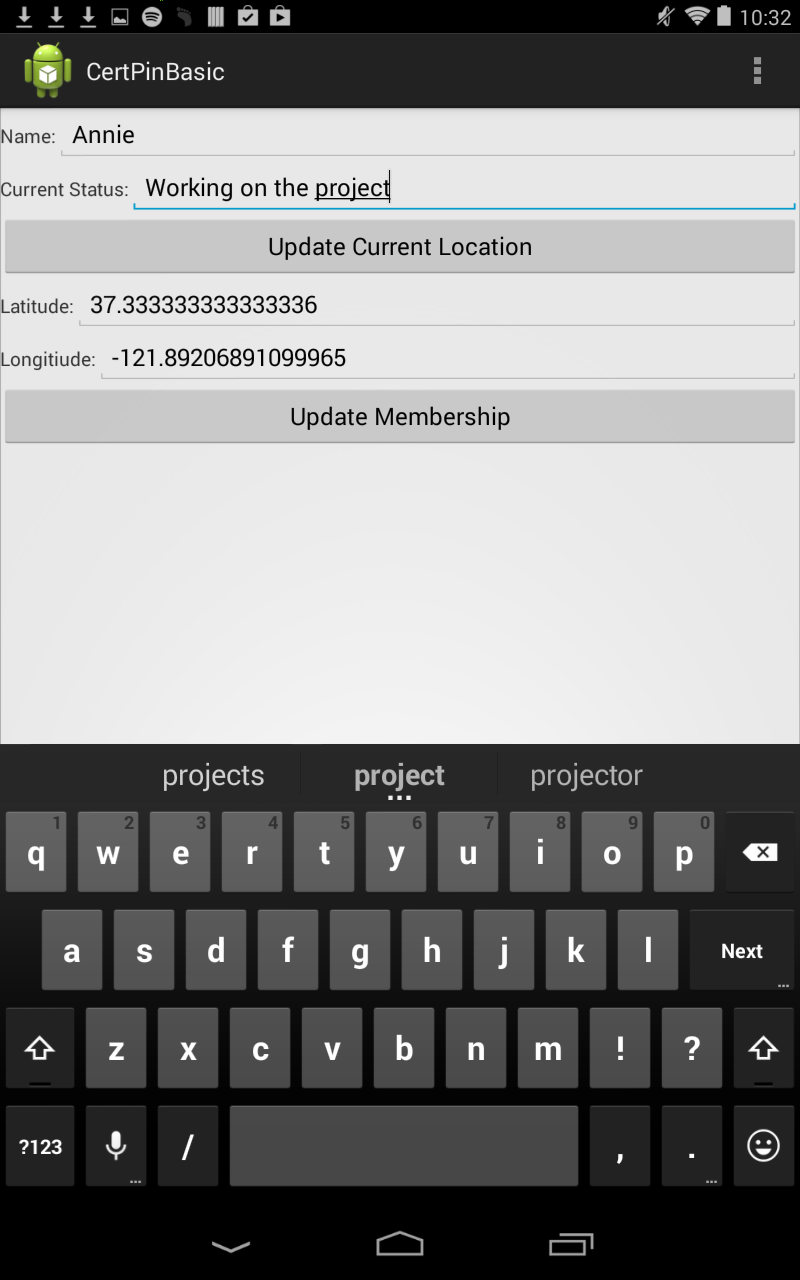 10:32
CertPinBasic
Name: Annie
Current Status: Working on the project
Update Current Location
Latitude: 37.333333333333336
Longitiude: -121.89206891099965
Update Membership
projects project projector
...
1 2 3 4 5 6 7 8 9 0
q w e r t y u i o p
a s d f g h j k l Next
...
z x c v b n m ! ?
?123 / , .
... ...